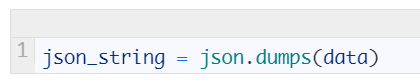 1 json_string = json.dumps(data)